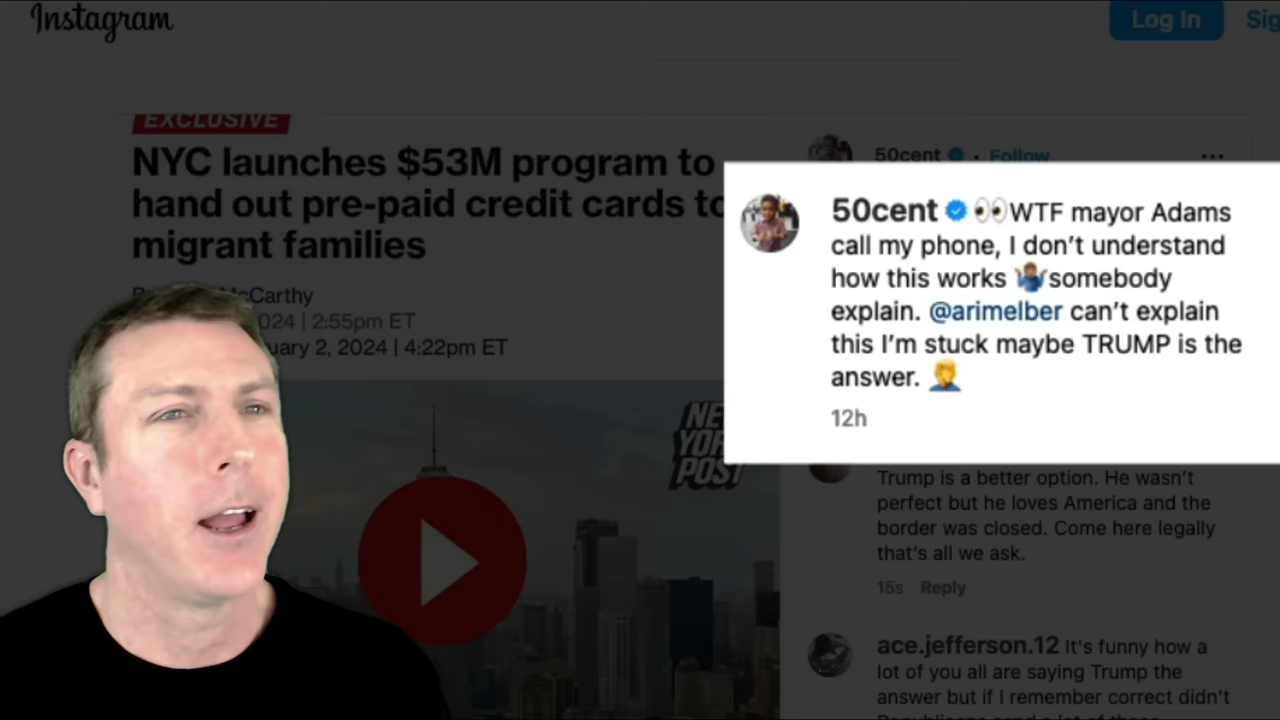 Instagram
Log In
EXCLUSIVE
NYC launches $53M program to
hand out pre-paid credit cards to
migrant families
McCarthy
024 | 2:55pm ET
uary 2, 2024 | 4:22pm ET
NEW
YORK
POST
50cent • Follow ...
50cent 👀WTF mayor Adams
call my phone, I don’t understand
how this works 🤷🏽‍♂️somebody
explain. @arimelber can’t explain
this I’m stuck maybe TRUMP is the
answer. 🤦‍♂️
12h
Trump is a better option. He wasn’t
perfect but he loves America and the
border was closed. Come here legally
that’s all we ask.
15s Reply
ace.jefferson.12 It's funny how a
lot of you all are saying Trump the
answer but if I remember correct didn't